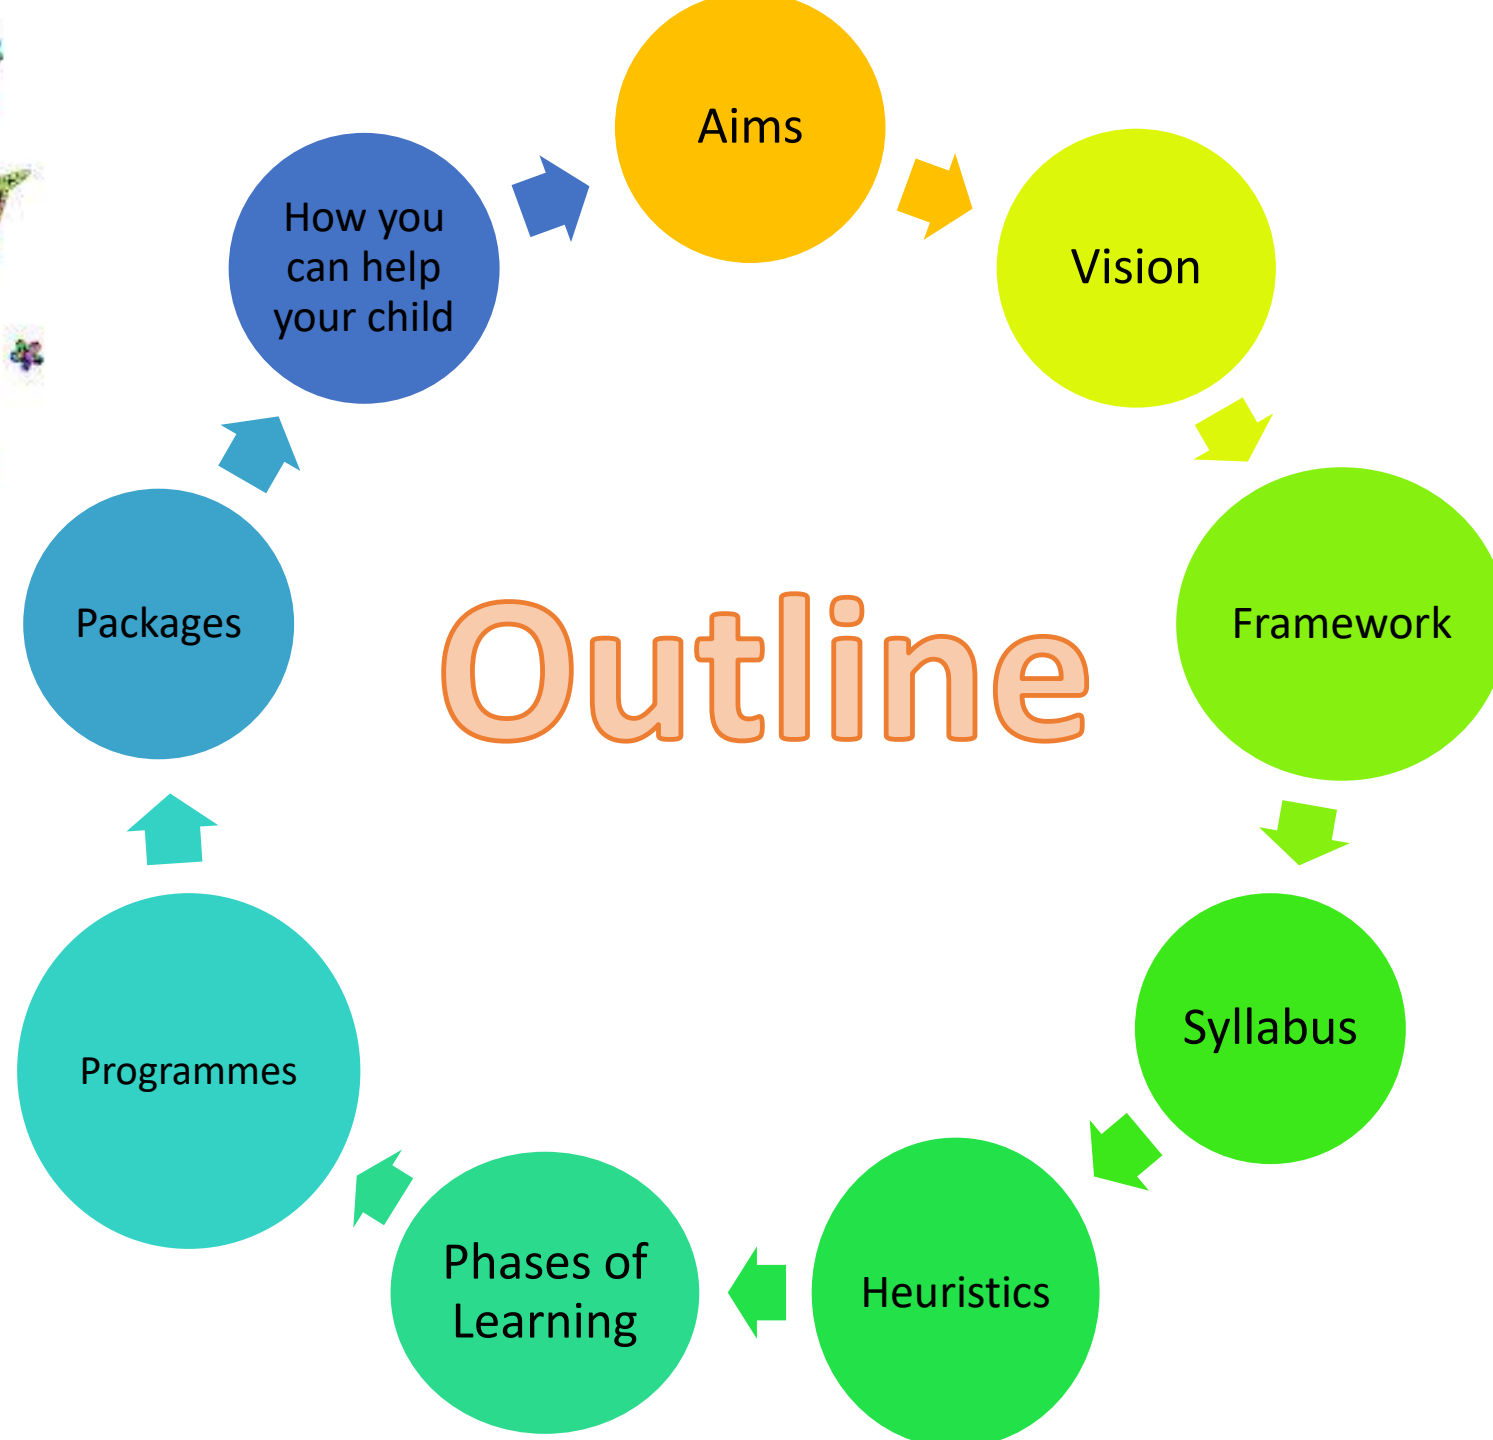 Aims
Vision
Framework
Syllabus
Heuristics
Phases of
Learning
Programmes
Packages
How you
can help
your child
Outline